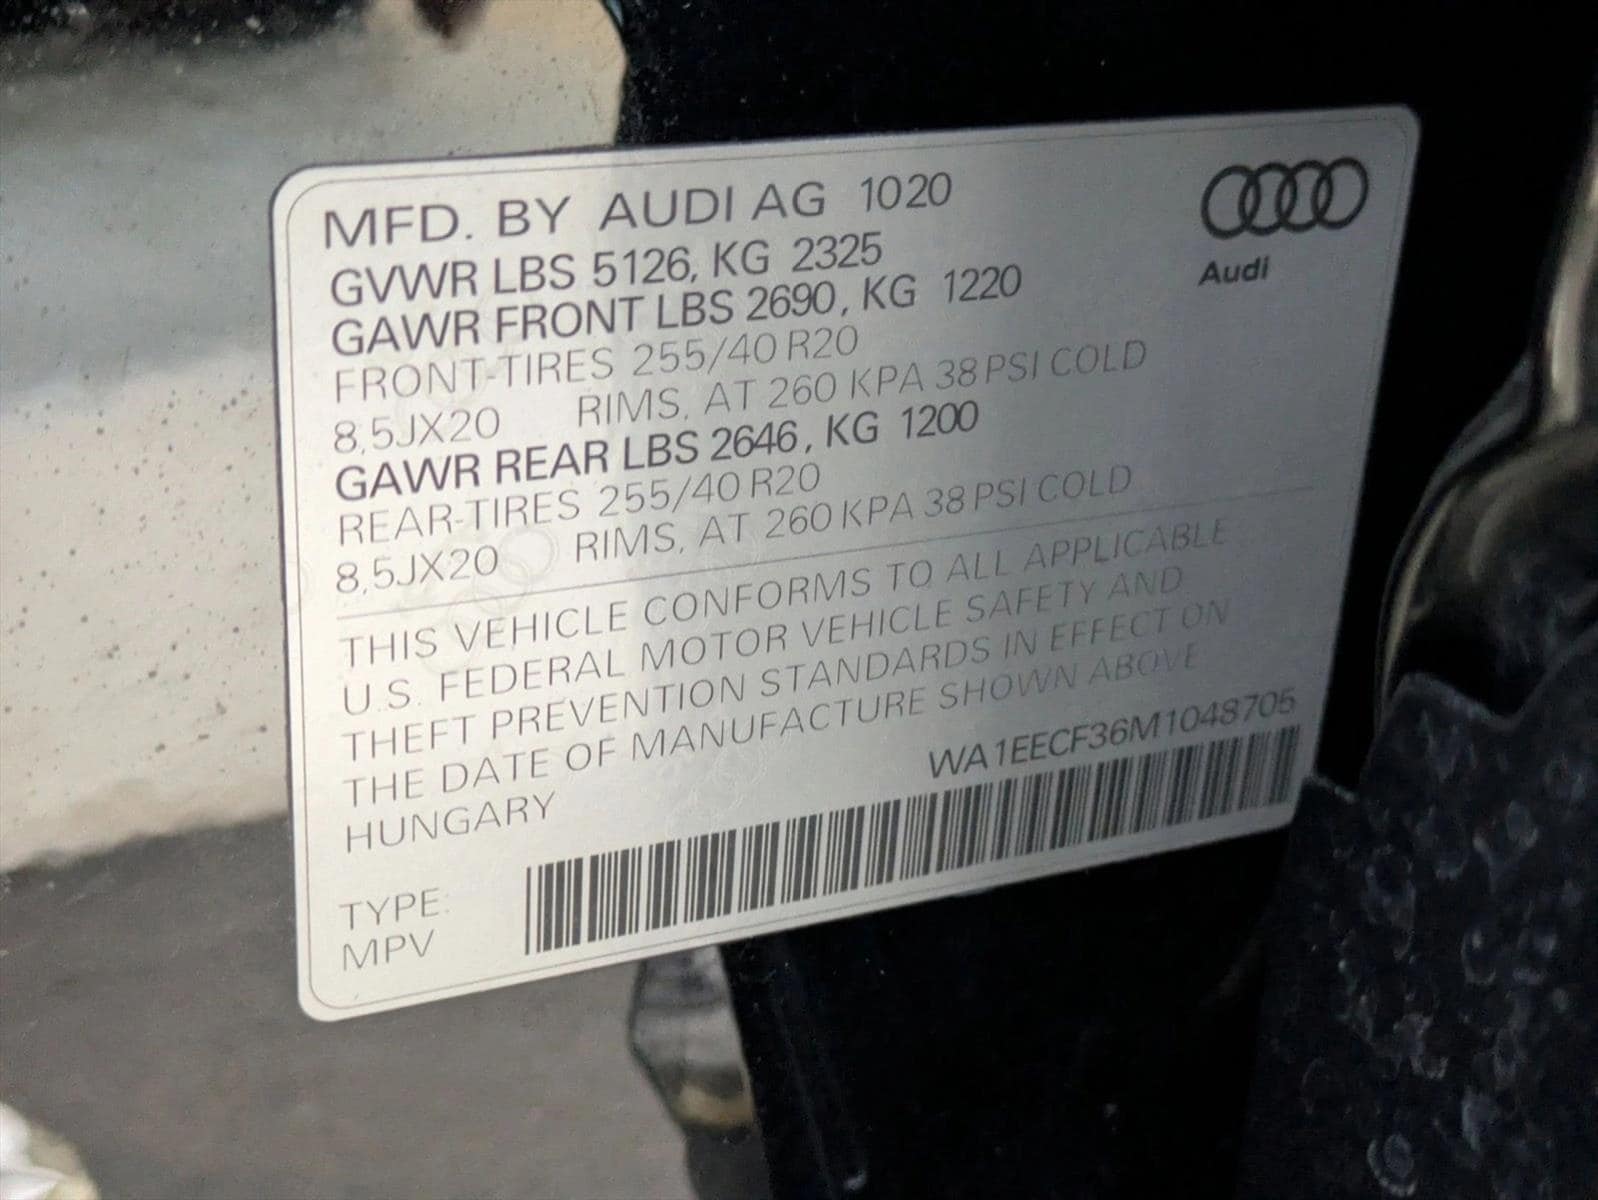 MFD. BY AUDI AG 1020
GVWR LBS 5126, KG 2325
GAWR FRONT LBS 2690, KG 1220
FRONT-TIRES 255/40 R20
8,5JX20 RIMS, AT 260 KPA 38 PSI COLD
GAWR REAR LBS 2646, KG 1200
REAR-TIRES 255/40 R20
8,5JX20 RIMS, AT 260 KPA 38 PSI COLD
THIS VEHICLE CONFORMS TO ALL APPLICABLE
U.S. FEDERAL MOTOR VEHICLE SAFETY AND
THEFT PREVENTION STANDARDS IN EFFECT ON
THE DATE OF MANUFACTURE SHOWN ABOVE
HUNGARY
WA1EECF36M1048705
TYPE:
MPV
Audi